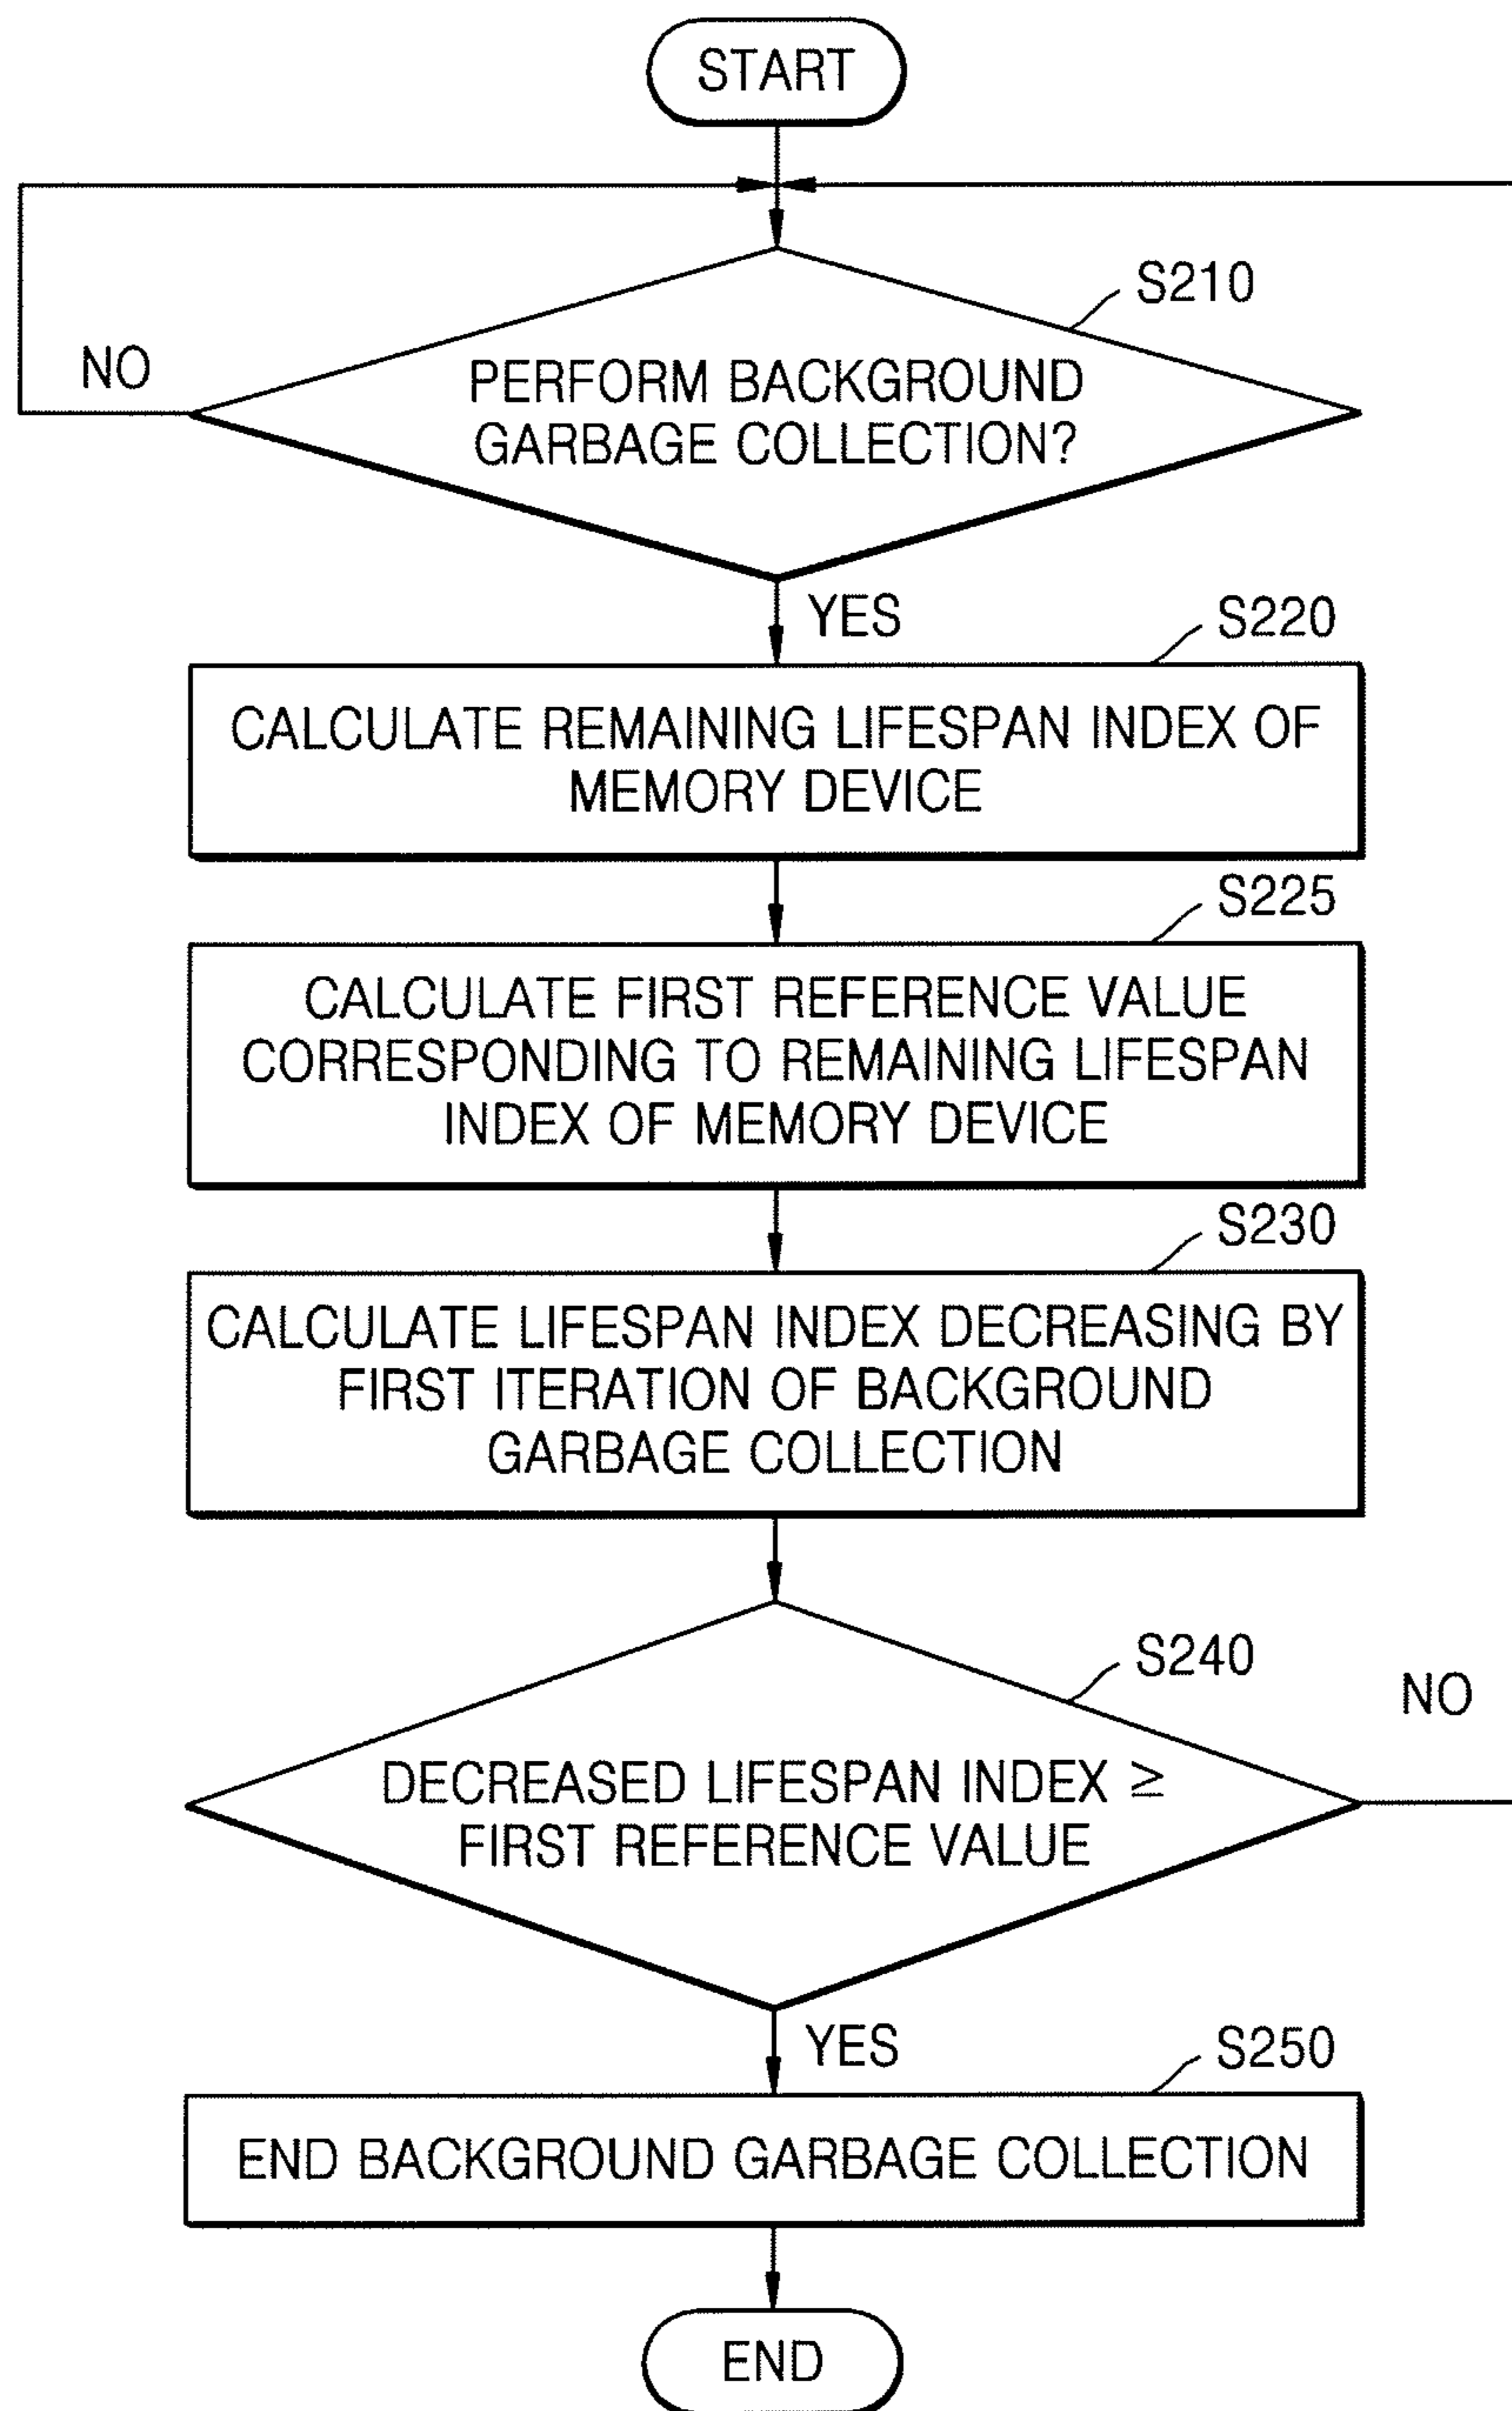 START
S210
NO
PERFORM BACKGROUND
GARBAGE COLLECTION?
YES
S220
CALCULATE REMAINING LIFESPAN INDEX OF
MEMORY DEVICE
S225
CALCULATE FIRST REFERENCE VALUE
CORRESPONDING TO REMAINING LIFESPAN
INDEX OF MEMORY DEVICE
S230
CALCULATE LIFESPAN INDEX DECREASING BY
FIRST ITERATION OF BACKGROUND
GARBAGE COLLECTION
S240
NO
DECREASED LIFESPAN INDEX ≥
FIRST REFERENCE VALUE
YES
S250
END BACKGROUND GARBAGE COLLECTION
END